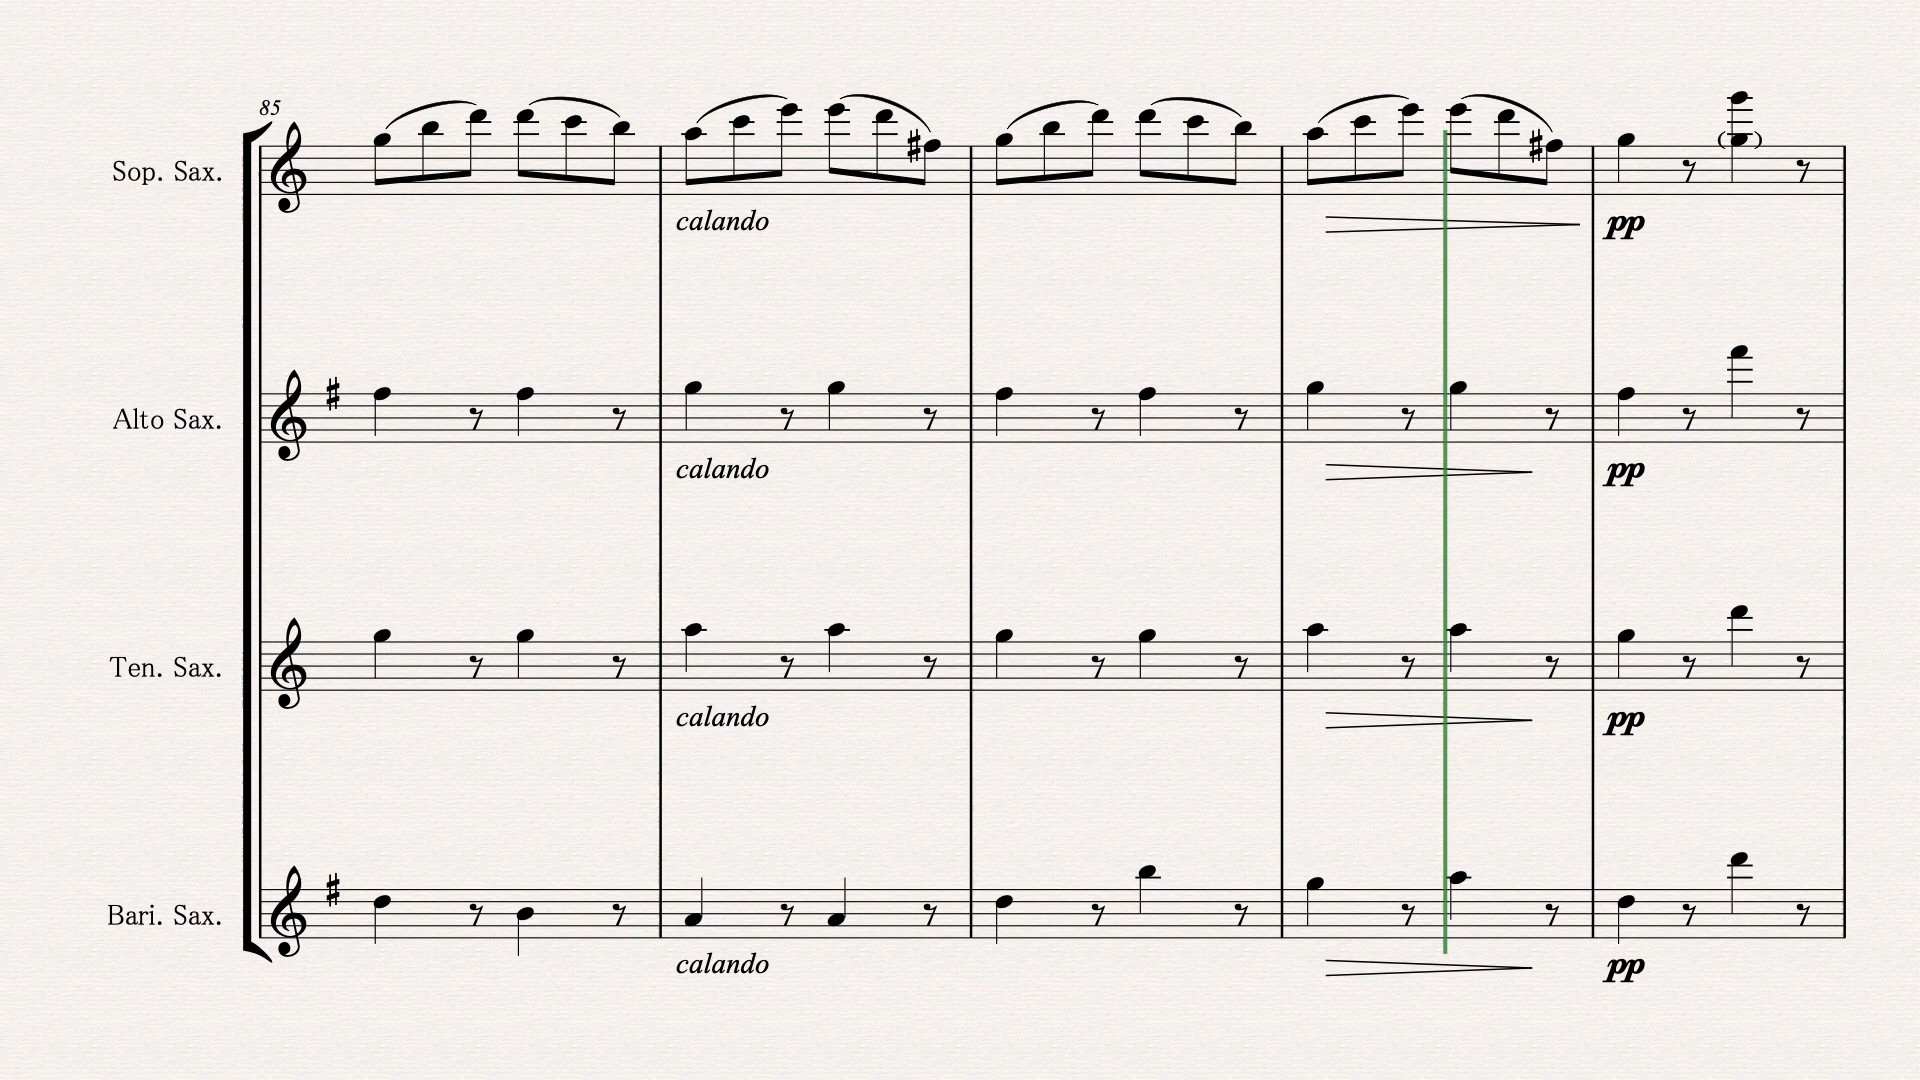 85
Sop. Sax.
calando
pp
Alto Sax.
calando
pp
Ten. Sax.
calando
pp
Bari. Sax.
calando
pp